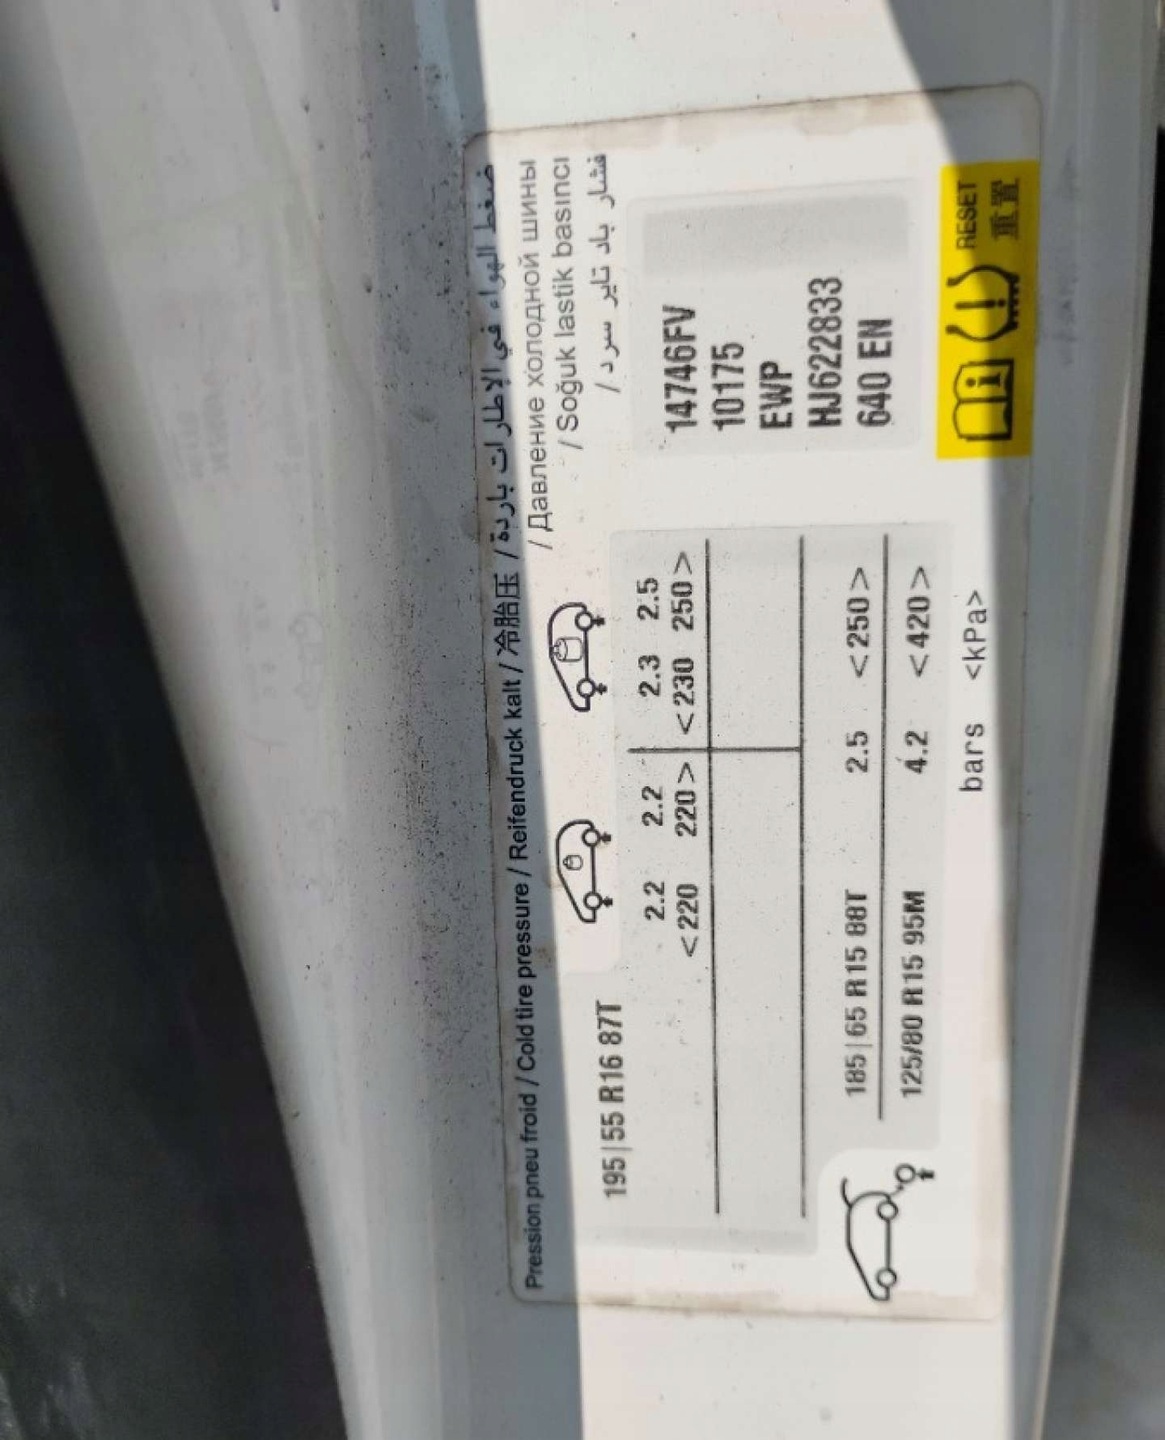 Pression pneu froid / Cold tire pressure / Reifendruck kalt / 冷胎压 / ضغط الهواء في الإطارات باردة
/ Давление холодной шины
/ Soğuk lastik basıncı
/ فشار باد تایر سرد
195|55 R16 87T
2.2 2.2 2.3 2.5
<220 220> <230 250>
185|65 R15 88T 2.5 <250>
125/80 R15 95M 4.2 <420>
bars <kPa>
14746FV
10175
EWP
HJ622833
640 EN
RESET
重置